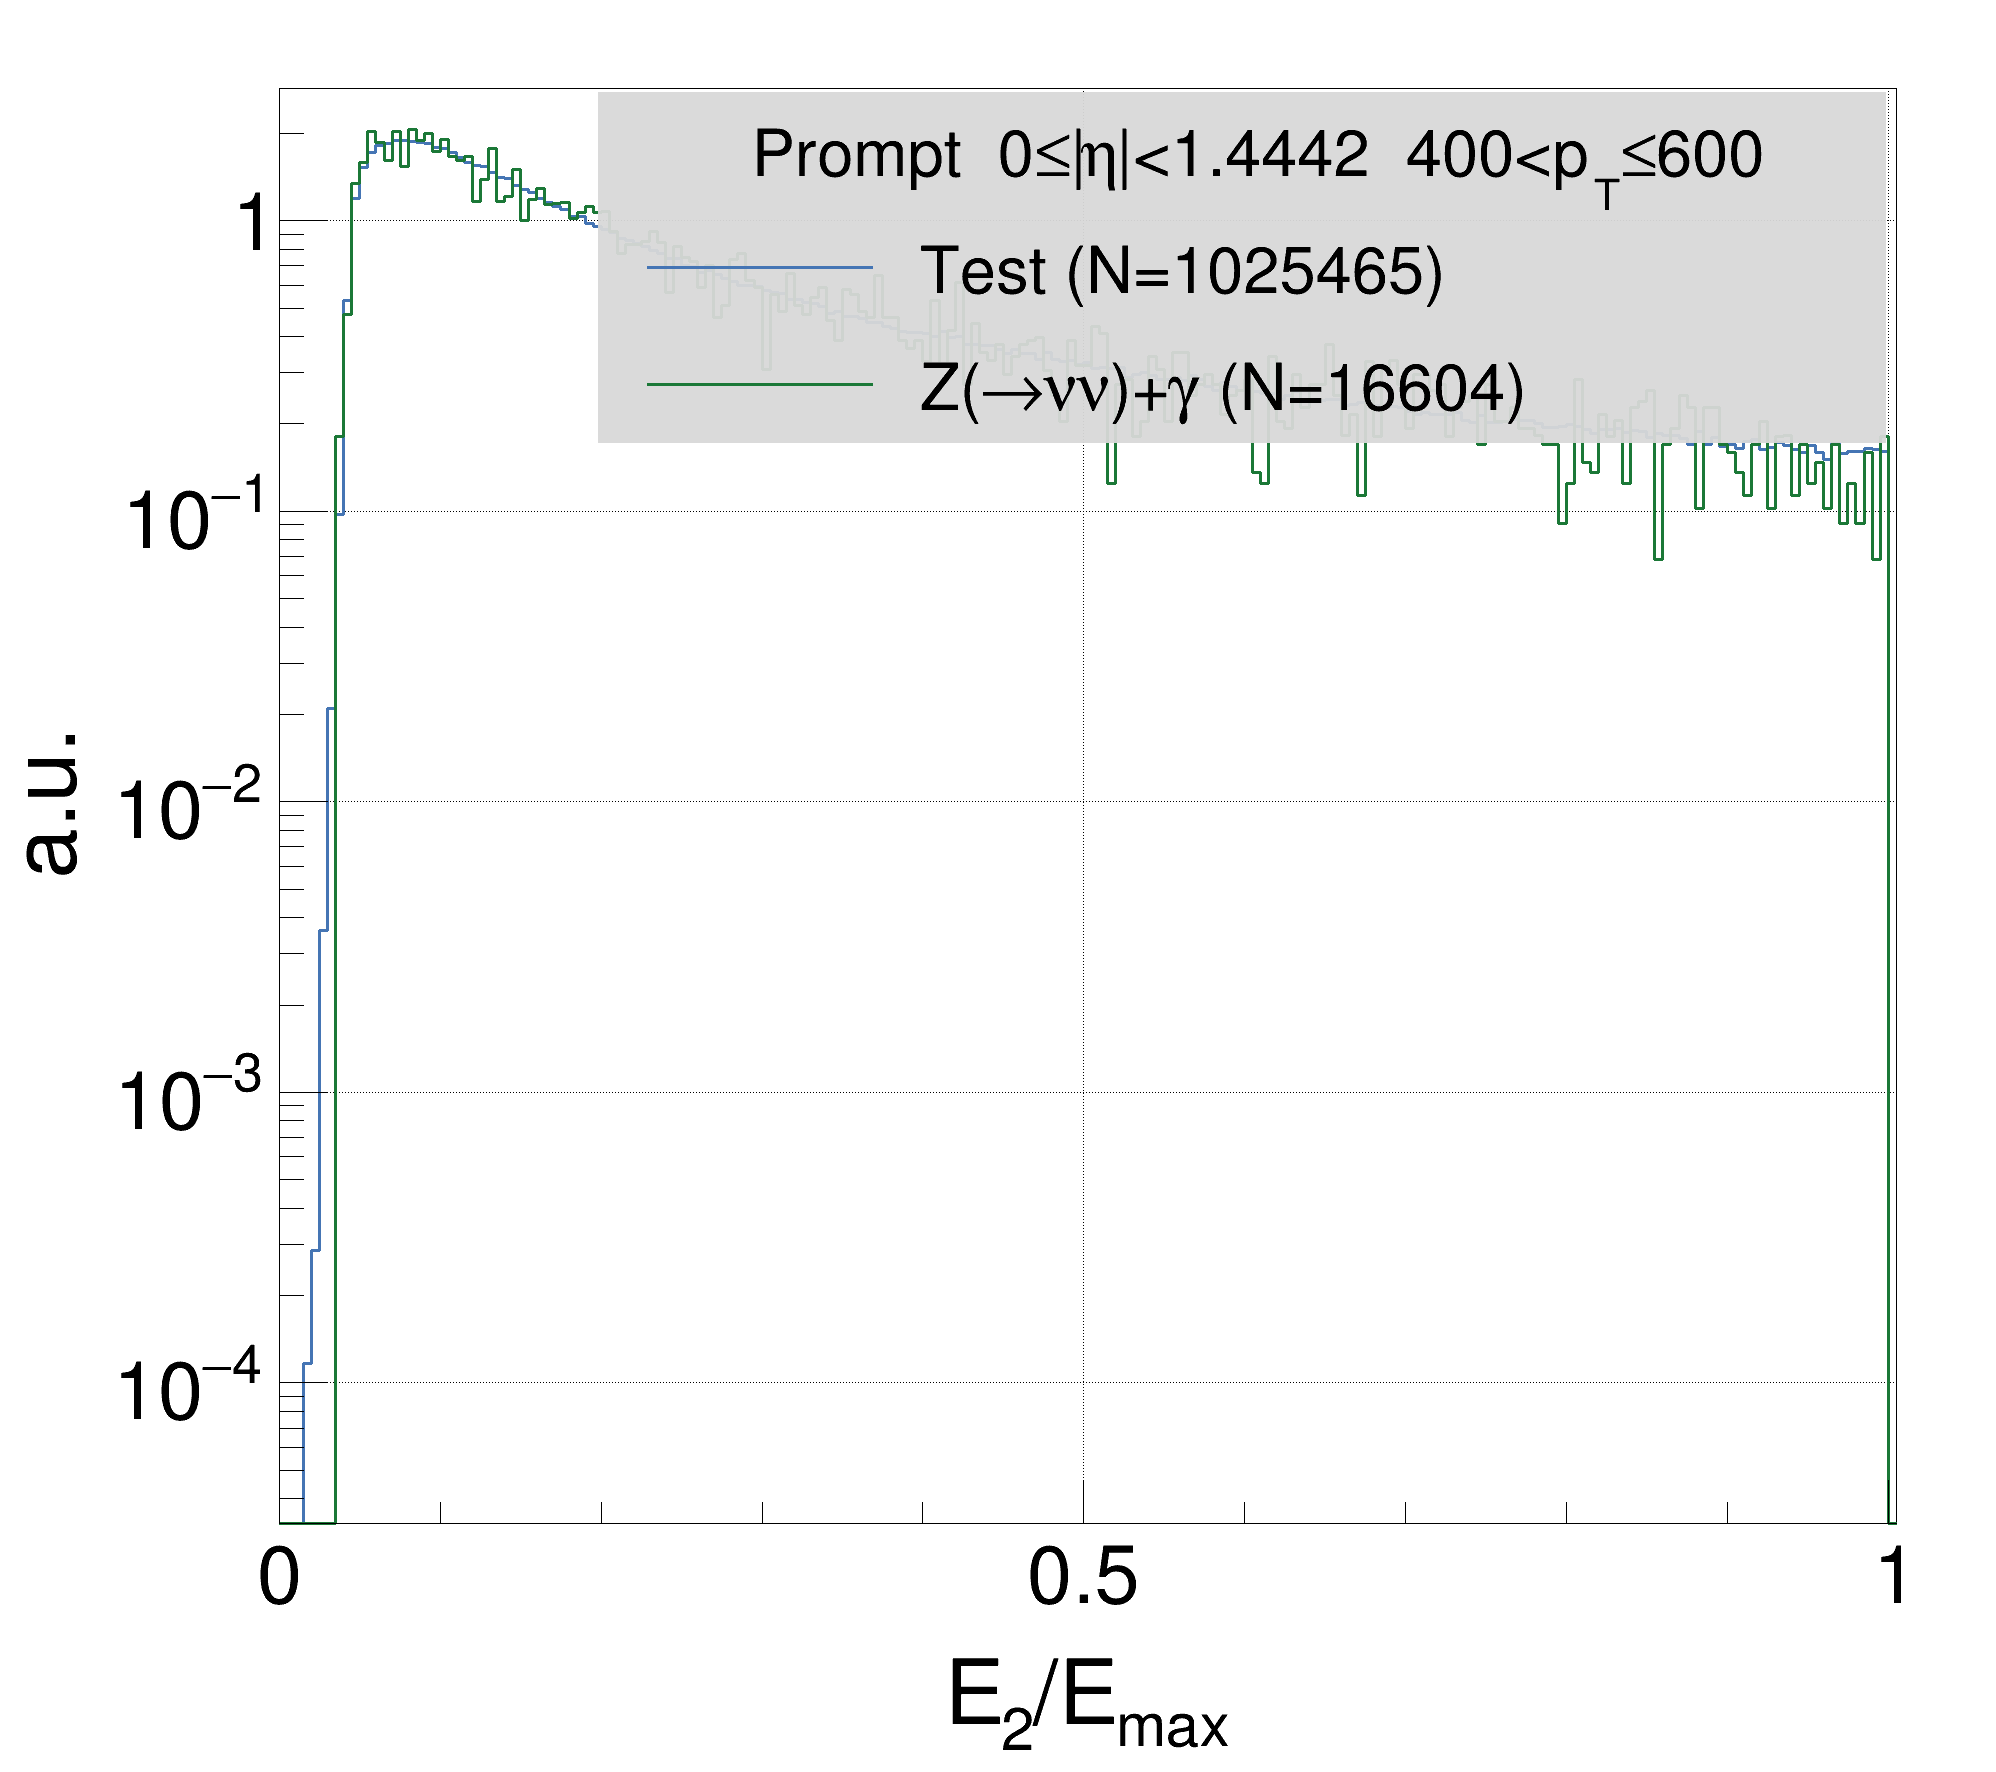 Prompt 0≤|η|<1.4442 400<p_T≤600
Test (N=1025465)
Z(→νν)+γ (N=16604)
1
10⁻¹
10⁻²
10⁻³
10⁻⁴
a.u.
0 0.5 1
E₂/E_max